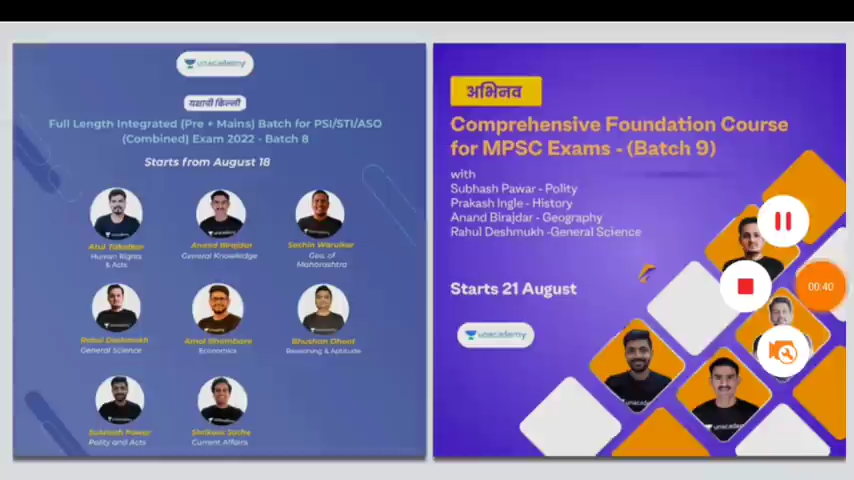 unacademy
यशाची किल्ली
Full Length Integrated (Pre + Mains) Batch for PSI/STI/ASO
(Combined) Exam 2022 - Batch 8
Starts from August 18
Atul Takalkar
Human Rights
& Acts
Anand Birajdar
General Knowledge
Sachin Warulkar
Geo. of
Maharashtra
Rahul Deshmukh
General Science
Amol
Economics
Bhushan Dhoot
Reasoning & Aptitude
Subhash Pawar
Polity and Acts
Shrikant Sathe
Current Affairs
अभिनव
Comprehensive Foundation Course
for MPSC Exams - (Batch 9)
with
Subhash Pawar - Polity
Prakash Ingle - History
Anand Birajdar - Geography
Rahul Deshmukh -General Science
Starts 21 August
unacademy
00:40
unacademy